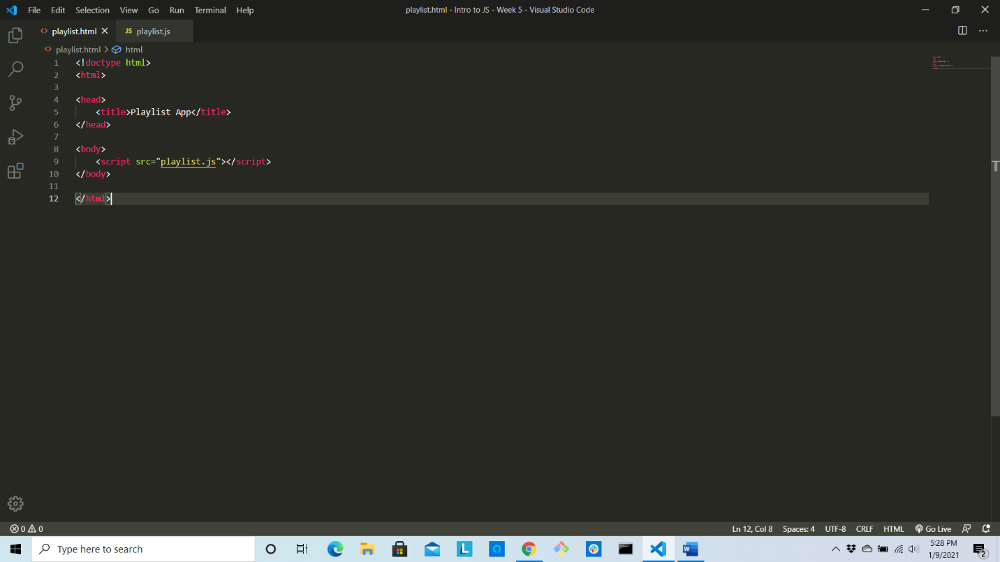 File Edit Selection View Go Run Terminal Help
playlist.html - Intro to JS - Week 5 - Visual Studio Code
playlist.html
JS playlist.js
playlist.html > html
1 <!doctype html>
2 <html>
3
4 <head>
5     <title>Playlist App</title>
6 </head>
7
8 <body>
9     <script src="playlist.js"></script>
10 </body>
11
12 </html>
0 0
Ln 12, Col 8 Spaces: 4 UTF-8 CRLF HTML Go Live
Type here to search
L
W
5:28 PM
1/9/2021
2